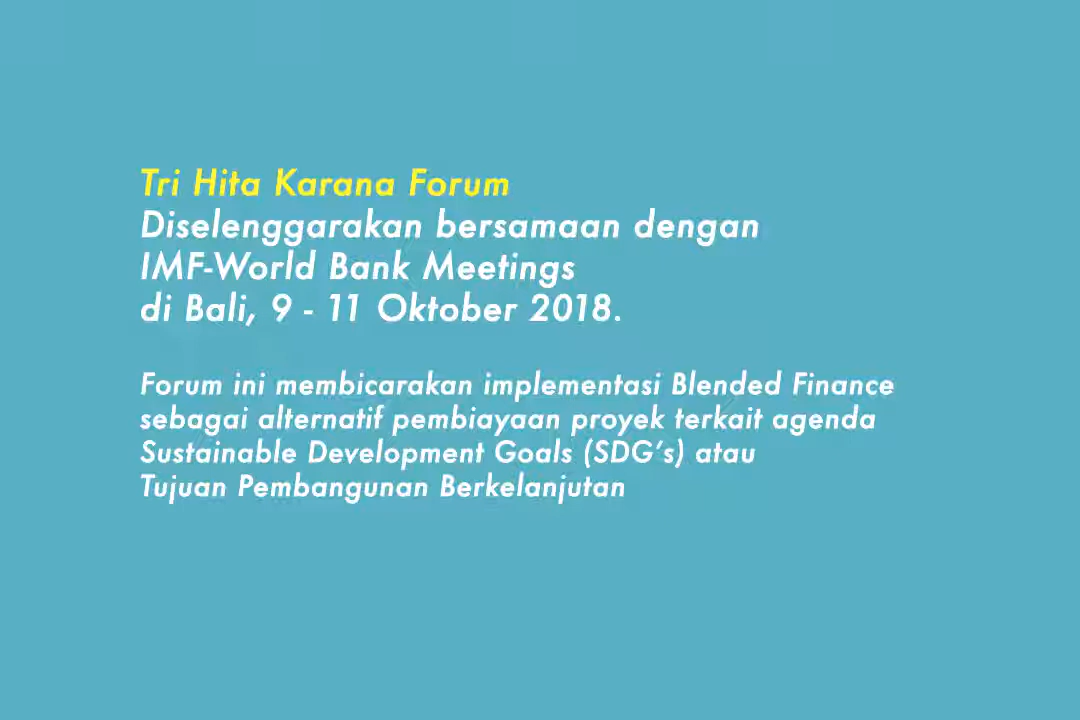 Tri Hita Karana Forum
Diselenggarakan bersamaan dengan
IMF-World Bank Meetings
di Bali, 9 - 11 Oktober 2018.
Forum ini membicarakan implementasi Blended Finance
sebagai alternatif pembiayaan proyek terkait agenda
Sustainable Development Goals (SDG's) atau
Tujuan Pembangunan Berkelanjutan